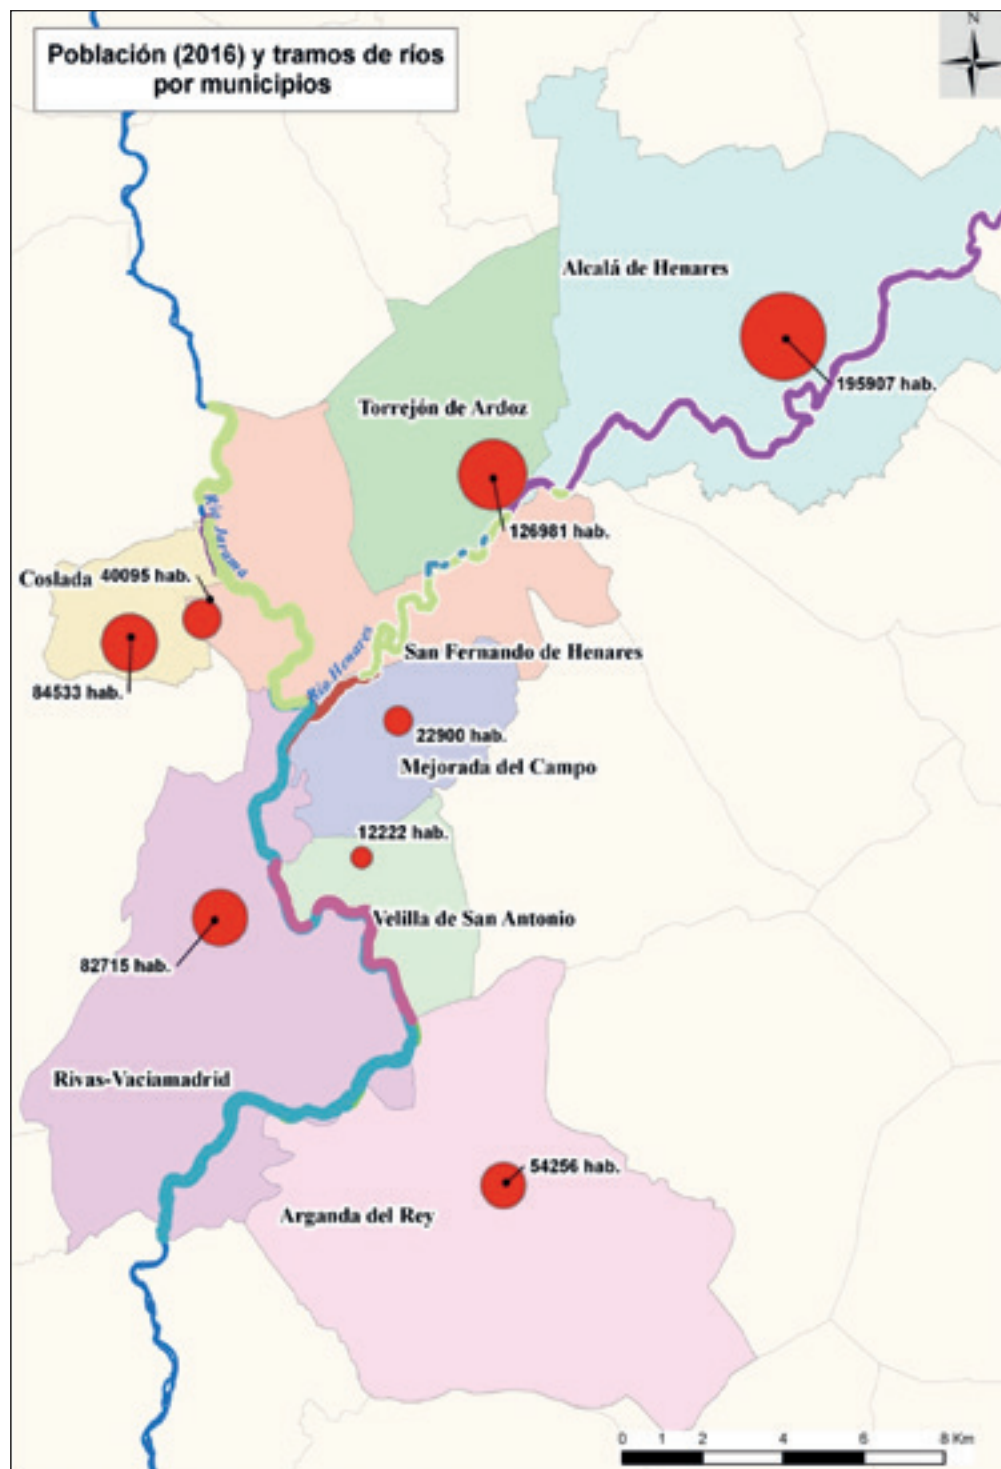 Población (2016) y tramos de ríos
por municipios
N
Alcalá de Henares
195907 hab.
Torrejón de Ardoz
126981 hab.
Río Jarama
Coslada
40095 hab.
84533 hab.
Río Henares
San Fernando de Henares
22900 hab.
Mejorada del Campo
12222 hab.
Velilla de San Antonio
82715 hab.
Rivas-Vaciamadrid
54256 hab.
Arganda del Rey
0 1 2 4 6 8 Km